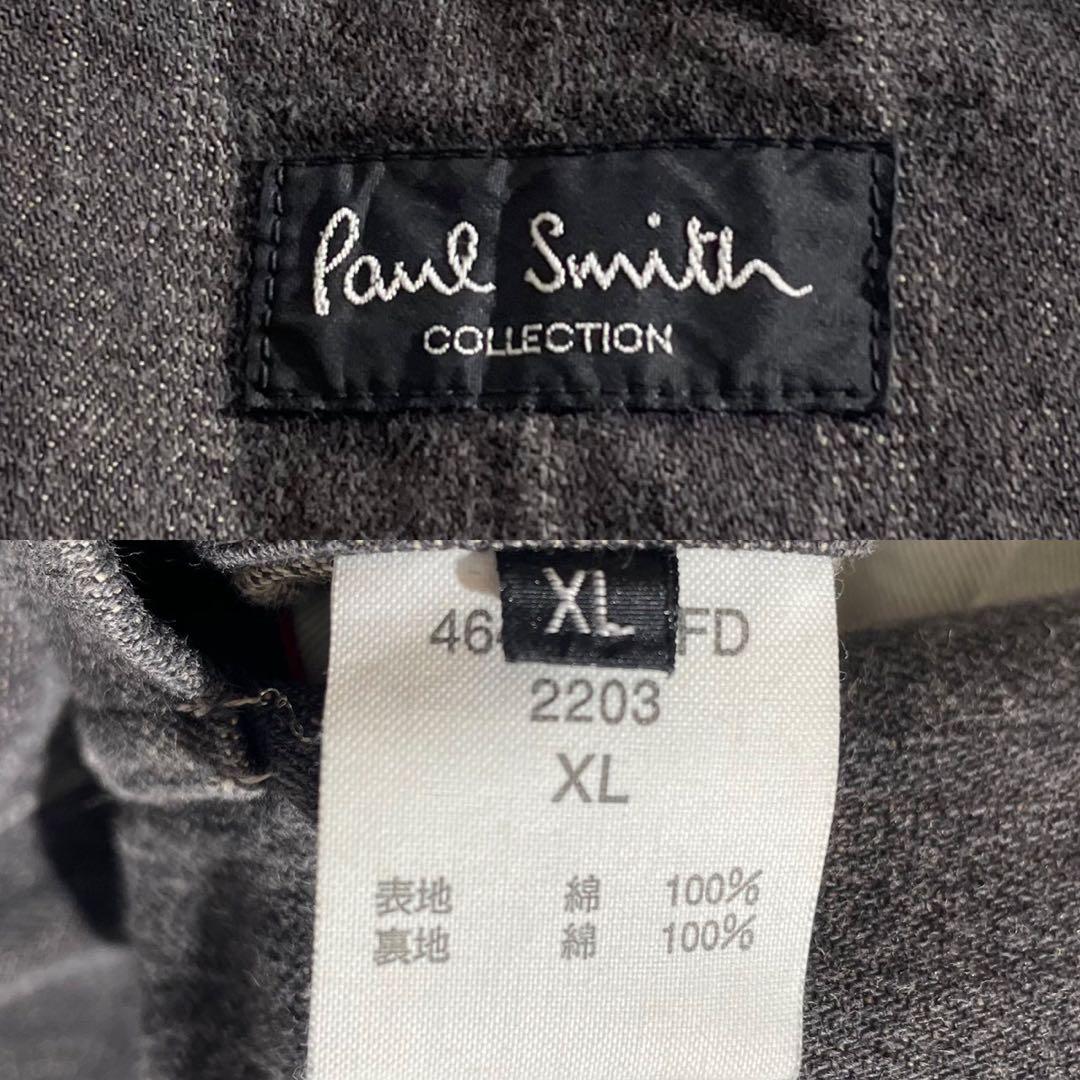 Paul Smith
COLLECTION
XL
46 FD
2203
XL
表地 綿 100%
裏地 綿 100%